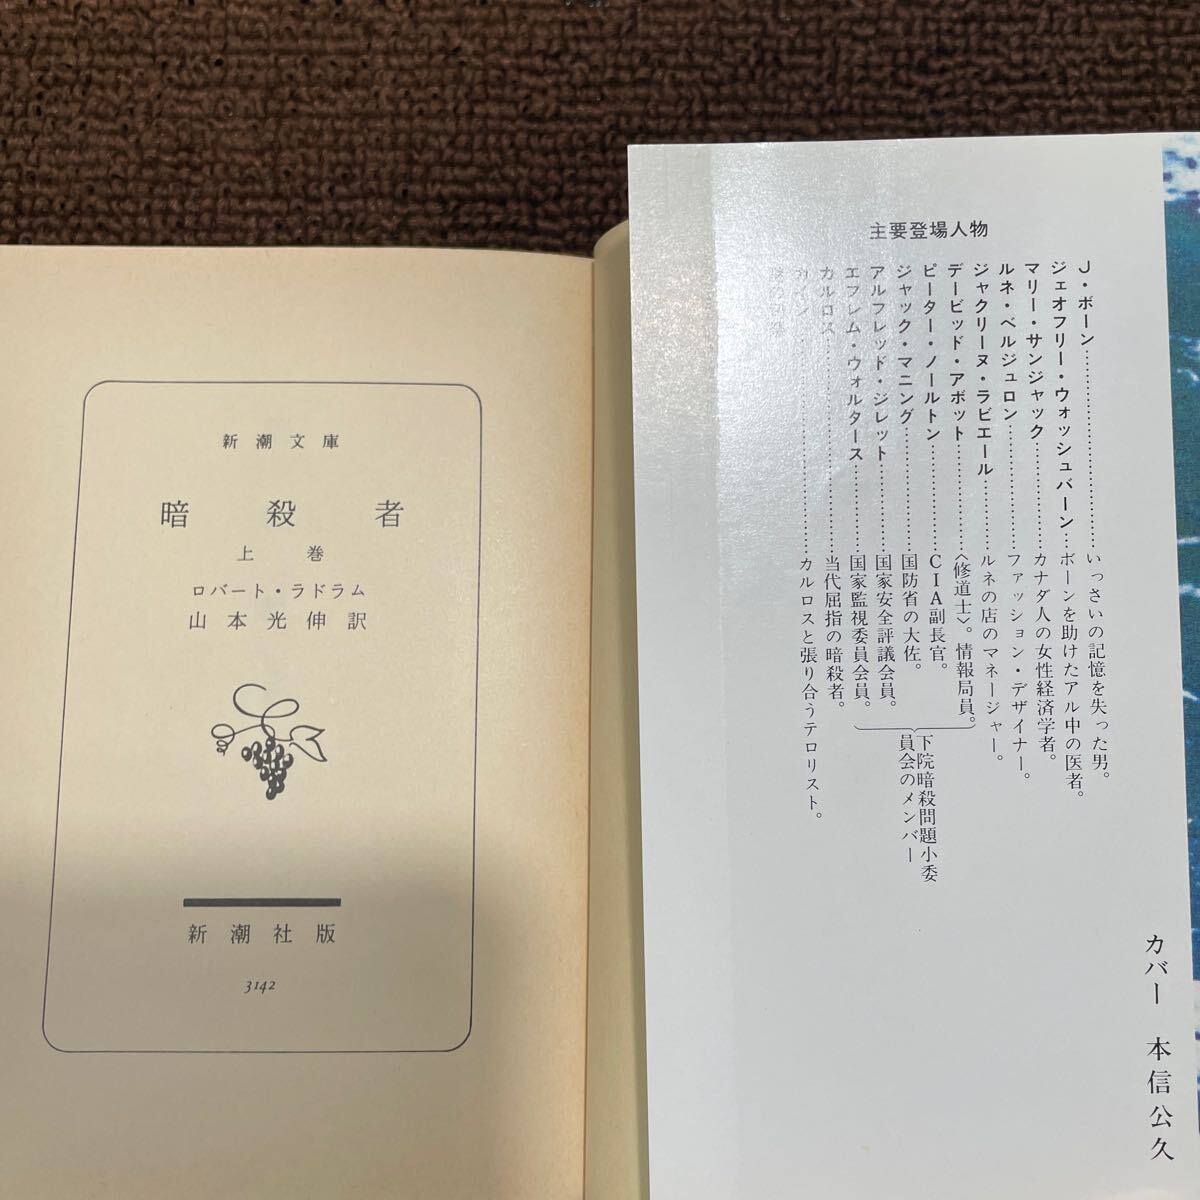 新潮文庫
暗殺者
上巻
ロバート・ラドラム
山本光伸訳
新潮社版
3142
主要登場人物
J・ボーン……………………いっさいの記憶を失った男。
ジェオフリー・ウォッシュバーン…ボーンを助けたアル中の医者。
マリー・サンジャック…………カナダ人の女性経済学者。
ルネ・ベルジュロン……………ファッション・デザイナー。
ジャクリーヌ・ラビエール……ルネの店のマネージャー。
デービッド・アボット…………〈修道士〉。情報局員。
ピーター・ノールトン…………CIA副長官。
ジャック・マニング……………国防省の大佐。
アルフレッド・ジレット………国家安全評議会員。
エフレム・ウォルタース………国家監視委員会員。
下院暗殺問題小委
員会のメンバー
カルロス………………………当代屈指の暗殺者。
カイン…………………………カルロスと張り合うテロリスト。
カバー 本信公久